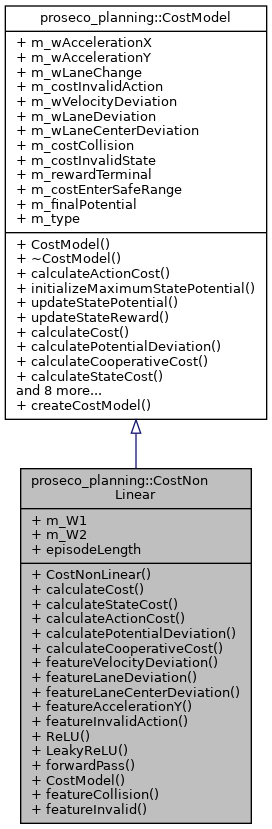 proseco_planning::CostModel
+ m_wAccelerationX
+ m_wAccelerationY
+ m_wLaneChange
+ m_costInvalidAction
+ m_wVelocityDeviation
+ m_wLaneDeviation
+ m_wLaneCenterDeviation
+ m_costCollision
+ m_costInvalidState
+ m_rewardTerminal
+ m_costEnterSafeRange
+ m_finalPotential
+ m_type
+ CostModel()
+ ~CostModel()
+ calculateActionCost()
+ initializeMaximumStatePotential()
+ updateStatePotential()
+ updateStateReward()
+ calculateCost()
+ calculatePotentialDeviation()
+ calculateCooperativeCost()
+ calculateStateCost()
and 8 more...
+ createCostModel()
proseco_planning::CostNon
Linear
+ m_W1
+ m_W2
+ episodeLength
+ CostNonLinear()
+ calculateCost()
+ calculateStateCost()
+ calculateActionCost()
+ calculatePotentialDeviation()
+ calculateCooperativeCost()
+ featureVelocityDeviation()
+ featureLaneDeviation()
+ featureLaneCenterDeviation()
+ featureAccelerationY()
+ featureInvalidAction()
+ ReLU()
+ LeakyReLU()
+ forwardPass()
+ CostModel()
+ featureCollision()
+ featureInvalid()